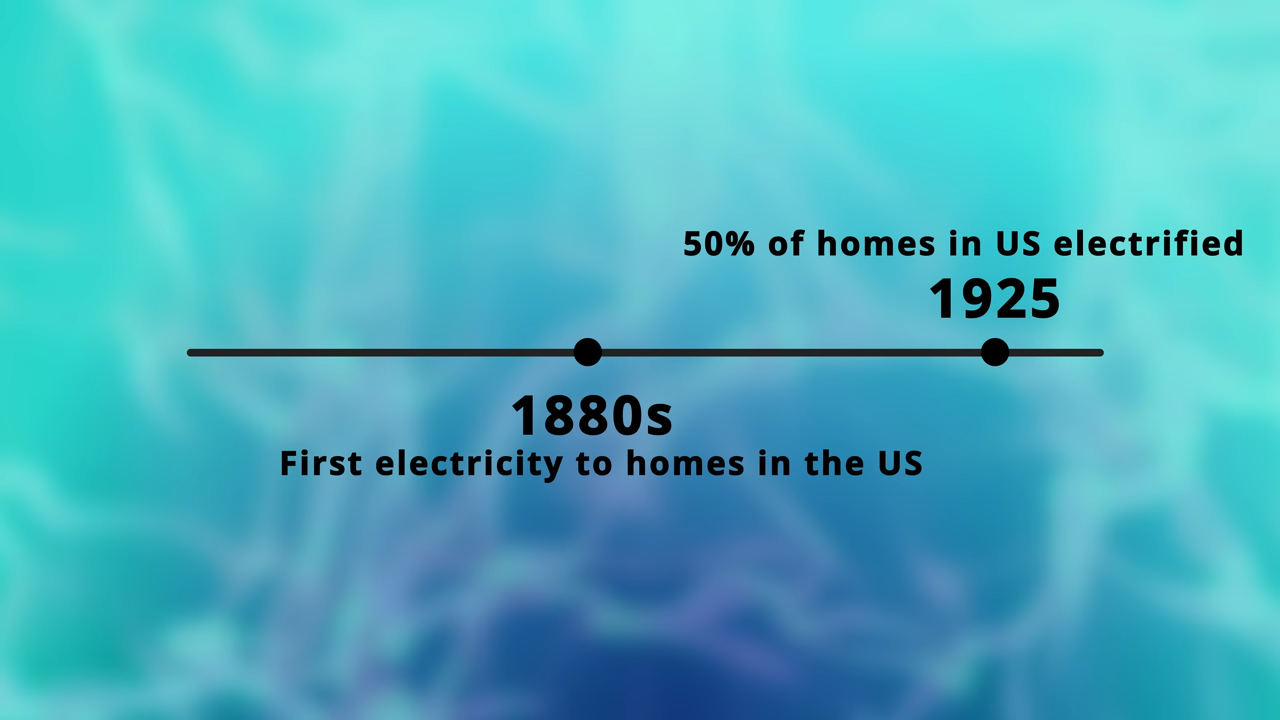 50% of homes in US electrified
1925
1880s
First electricity to homes in the US